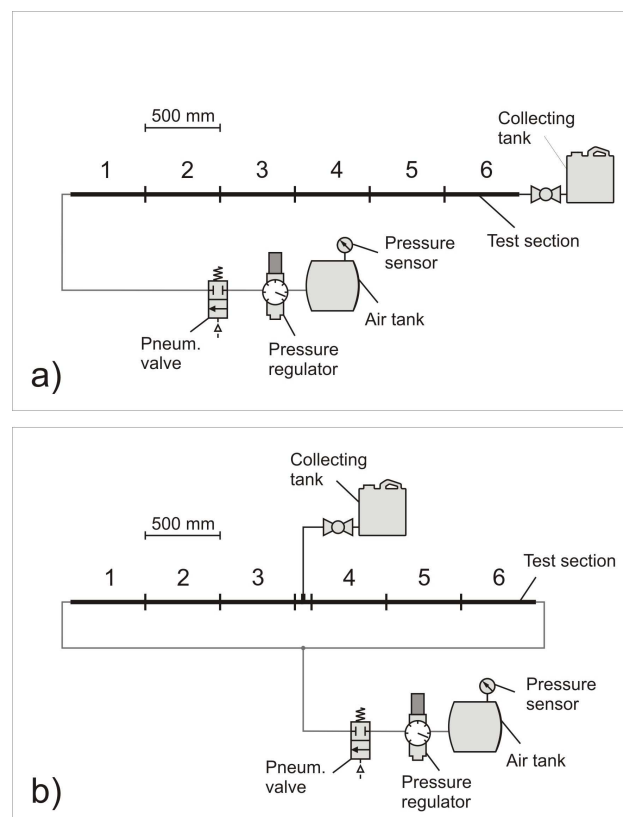 500 mm
Collecting
tank
1 2 3 4 5 6
Test section
Pressure
sensor
Air tank
Pneum.
valve
Pressure
regulator
a)
Collecting
tank
500 mm
Test section
1 2 3 4 5 6
Pressure
sensor
Air tank
Pneum.
valve
Pressure
regulator
b)